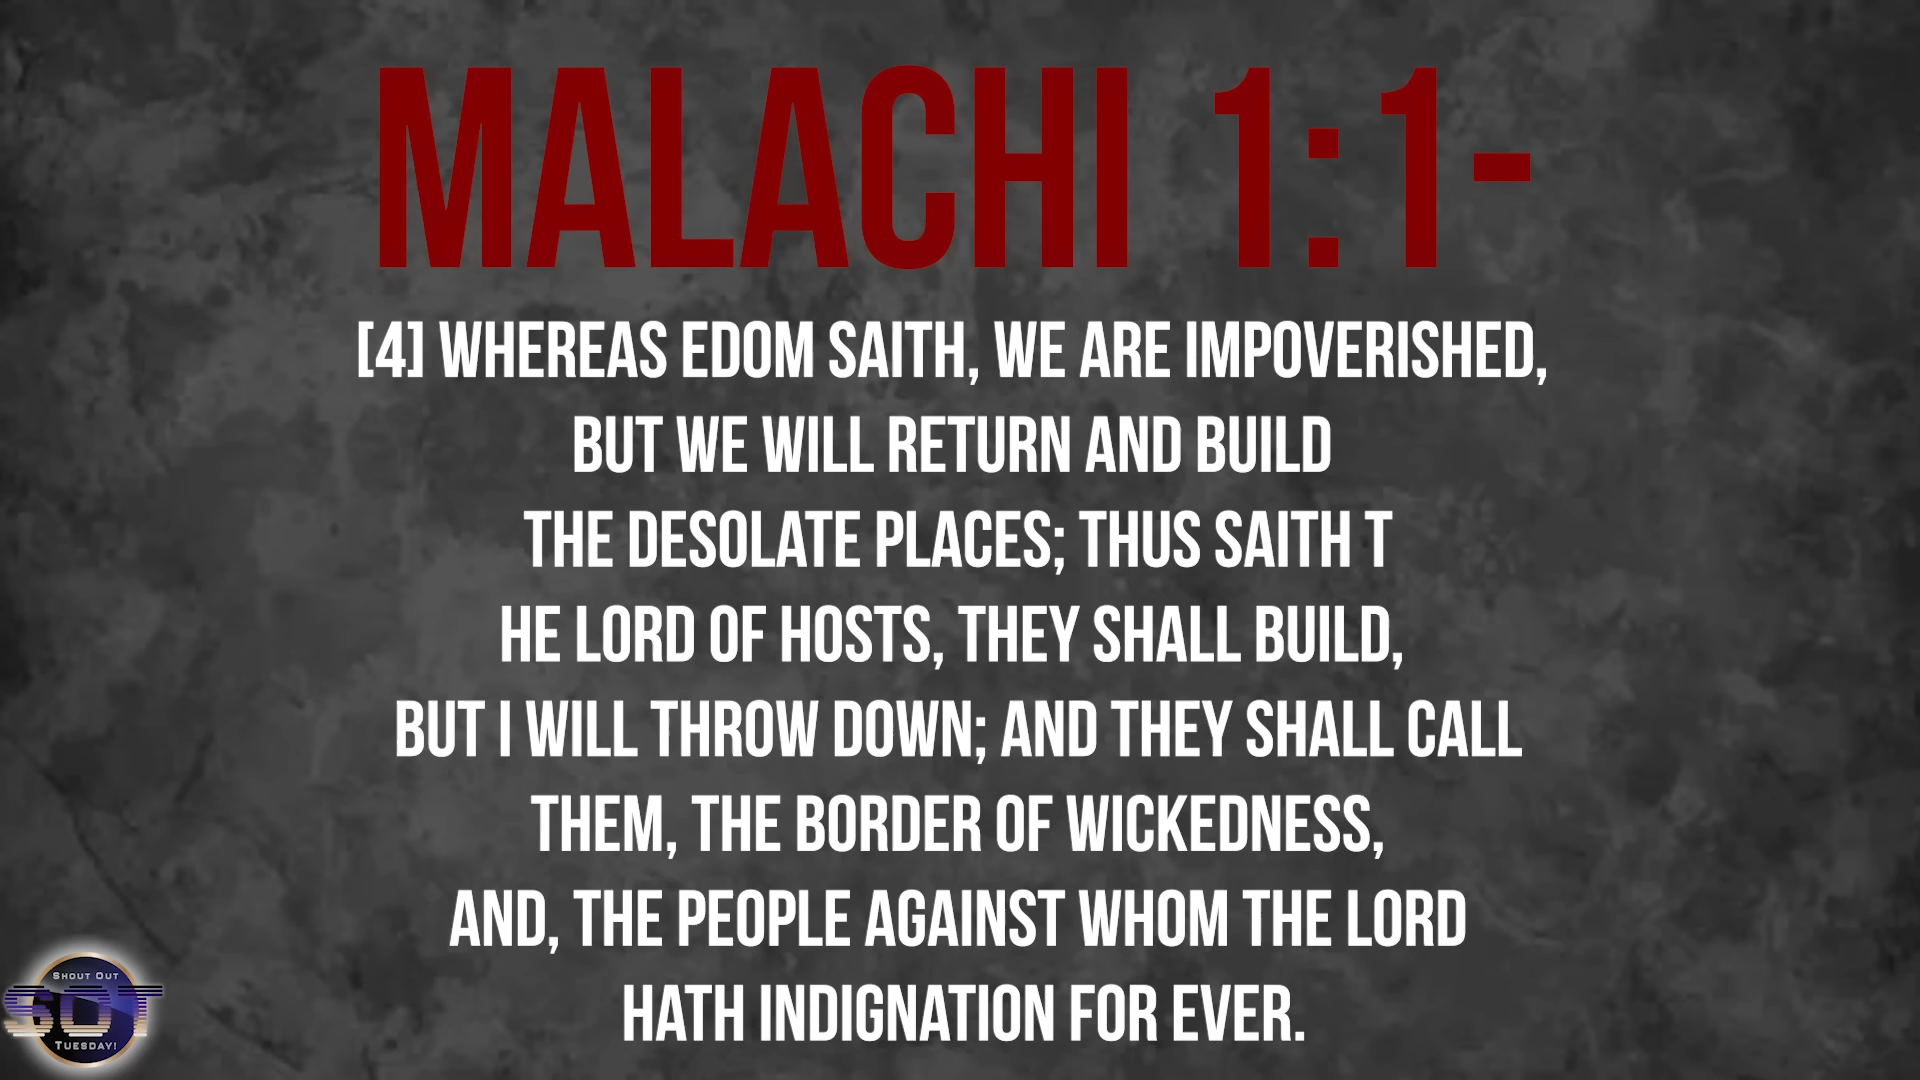 MALACHI 1:1-
[4] WHEREAS EDOM SAITH, WE ARE IMPOVERISHED,
BUT WE WILL RETURN AND BUILD
THE DESOLATE PLACES; THUS SAITH T
HE LORD OF HOSTS, THEY SHALL BUILD,
BUT I WILL THROW DOWN; AND THEY SHALL CALL
THEM, THE BORDER OF WICKEDNESS,
AND, THE PEOPLE AGAINST WHOM THE LORD
HATH INDIGNATION FOR EVER.
SHOUT OUT
SOT
TUESDAY!